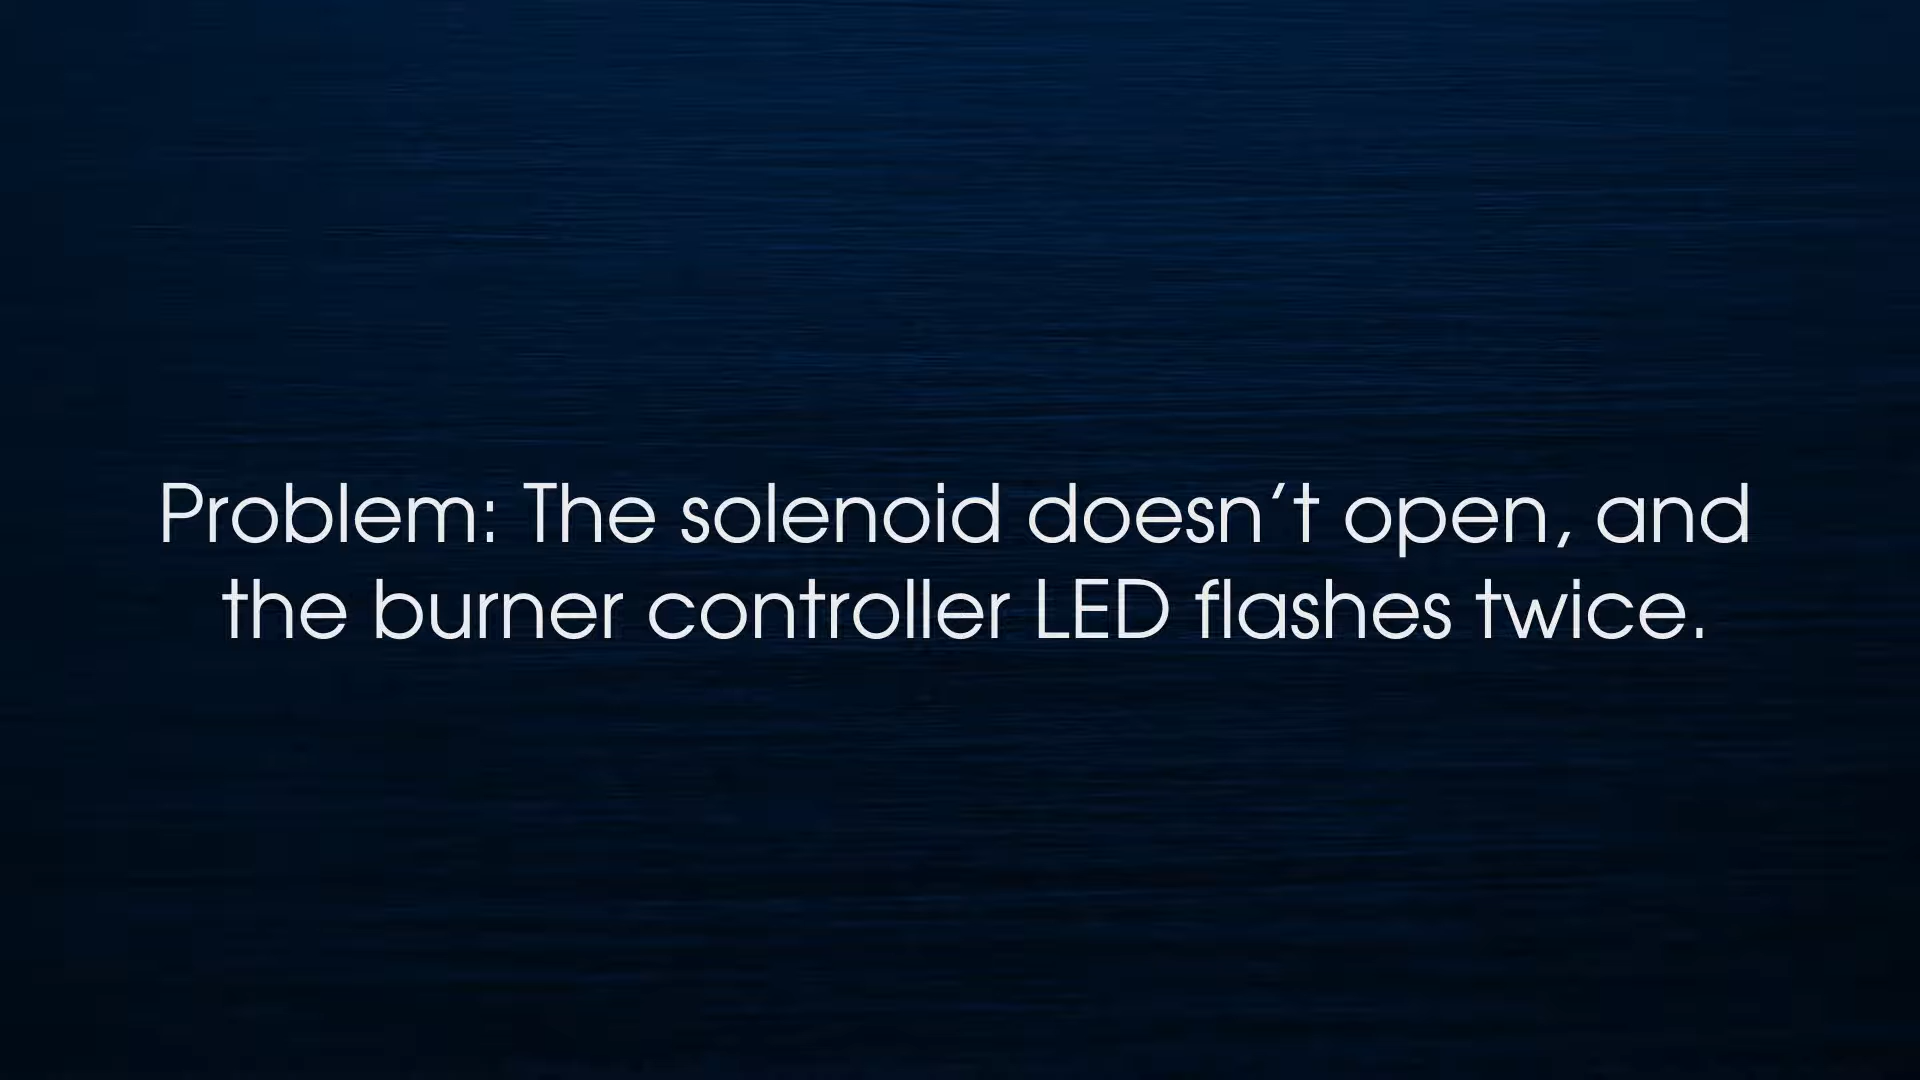 Problem: The solenoid doesn’t open, and
the burner controller LED flashes twice.